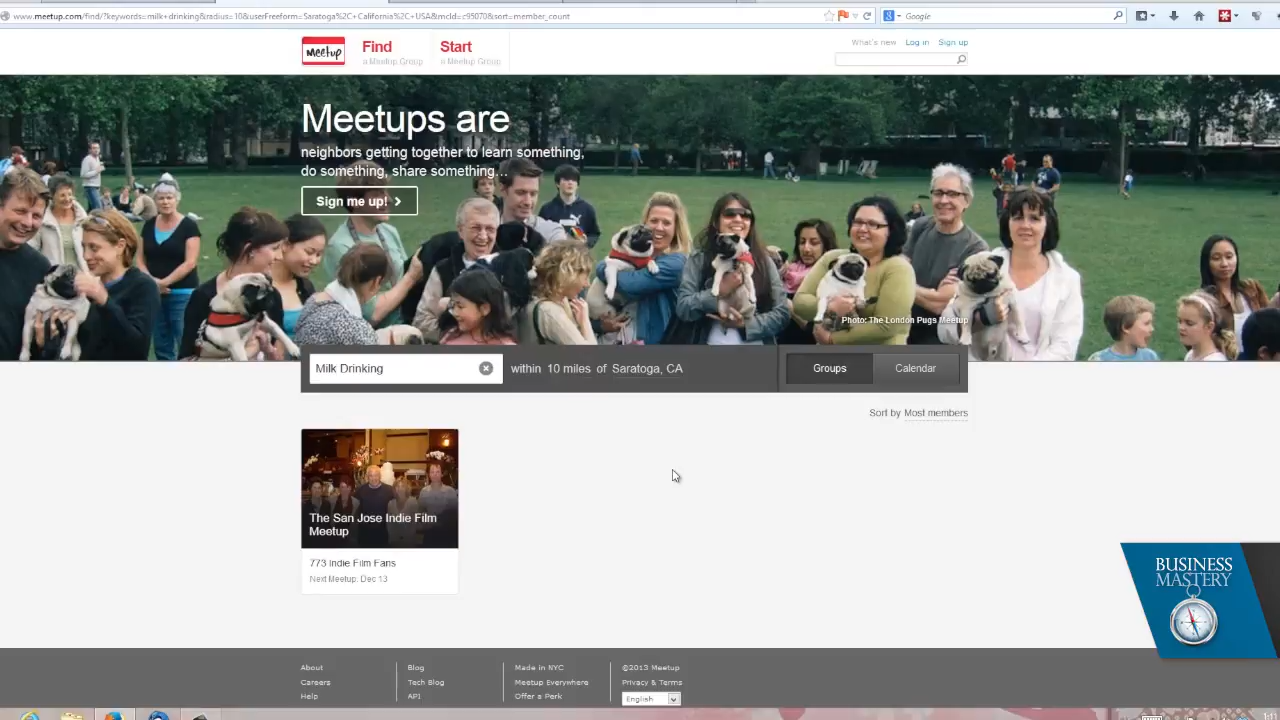 www.meetup.com/find/?keywords=milk+drinking&radius=10&userFreeform=Saratoga%2C+California%2C+USA&mcId=c95070&sort=member_count
Google
Meetup
Find
a Meetup Group
Start
a Meetup Group
What's new Log in Sign up
Meetups are
neighbors getting together to learn something,
do something, share something...
Sign me up!
Photo: The London Pugs Meetup
Milk Drinking within 10 miles of Saratoga, CA Groups Calendar
Sort by Most members
The San Jose Indie Film
Meetup
773 Indie Film Fans
Next Meetup, Dec 13
BUSINESS
MASTERY
About Blog Made in NYC ©2013 Meetup
Careers Tech Blog Meetup Everywhere Privacy & Terms
Help API Offer a Perk English